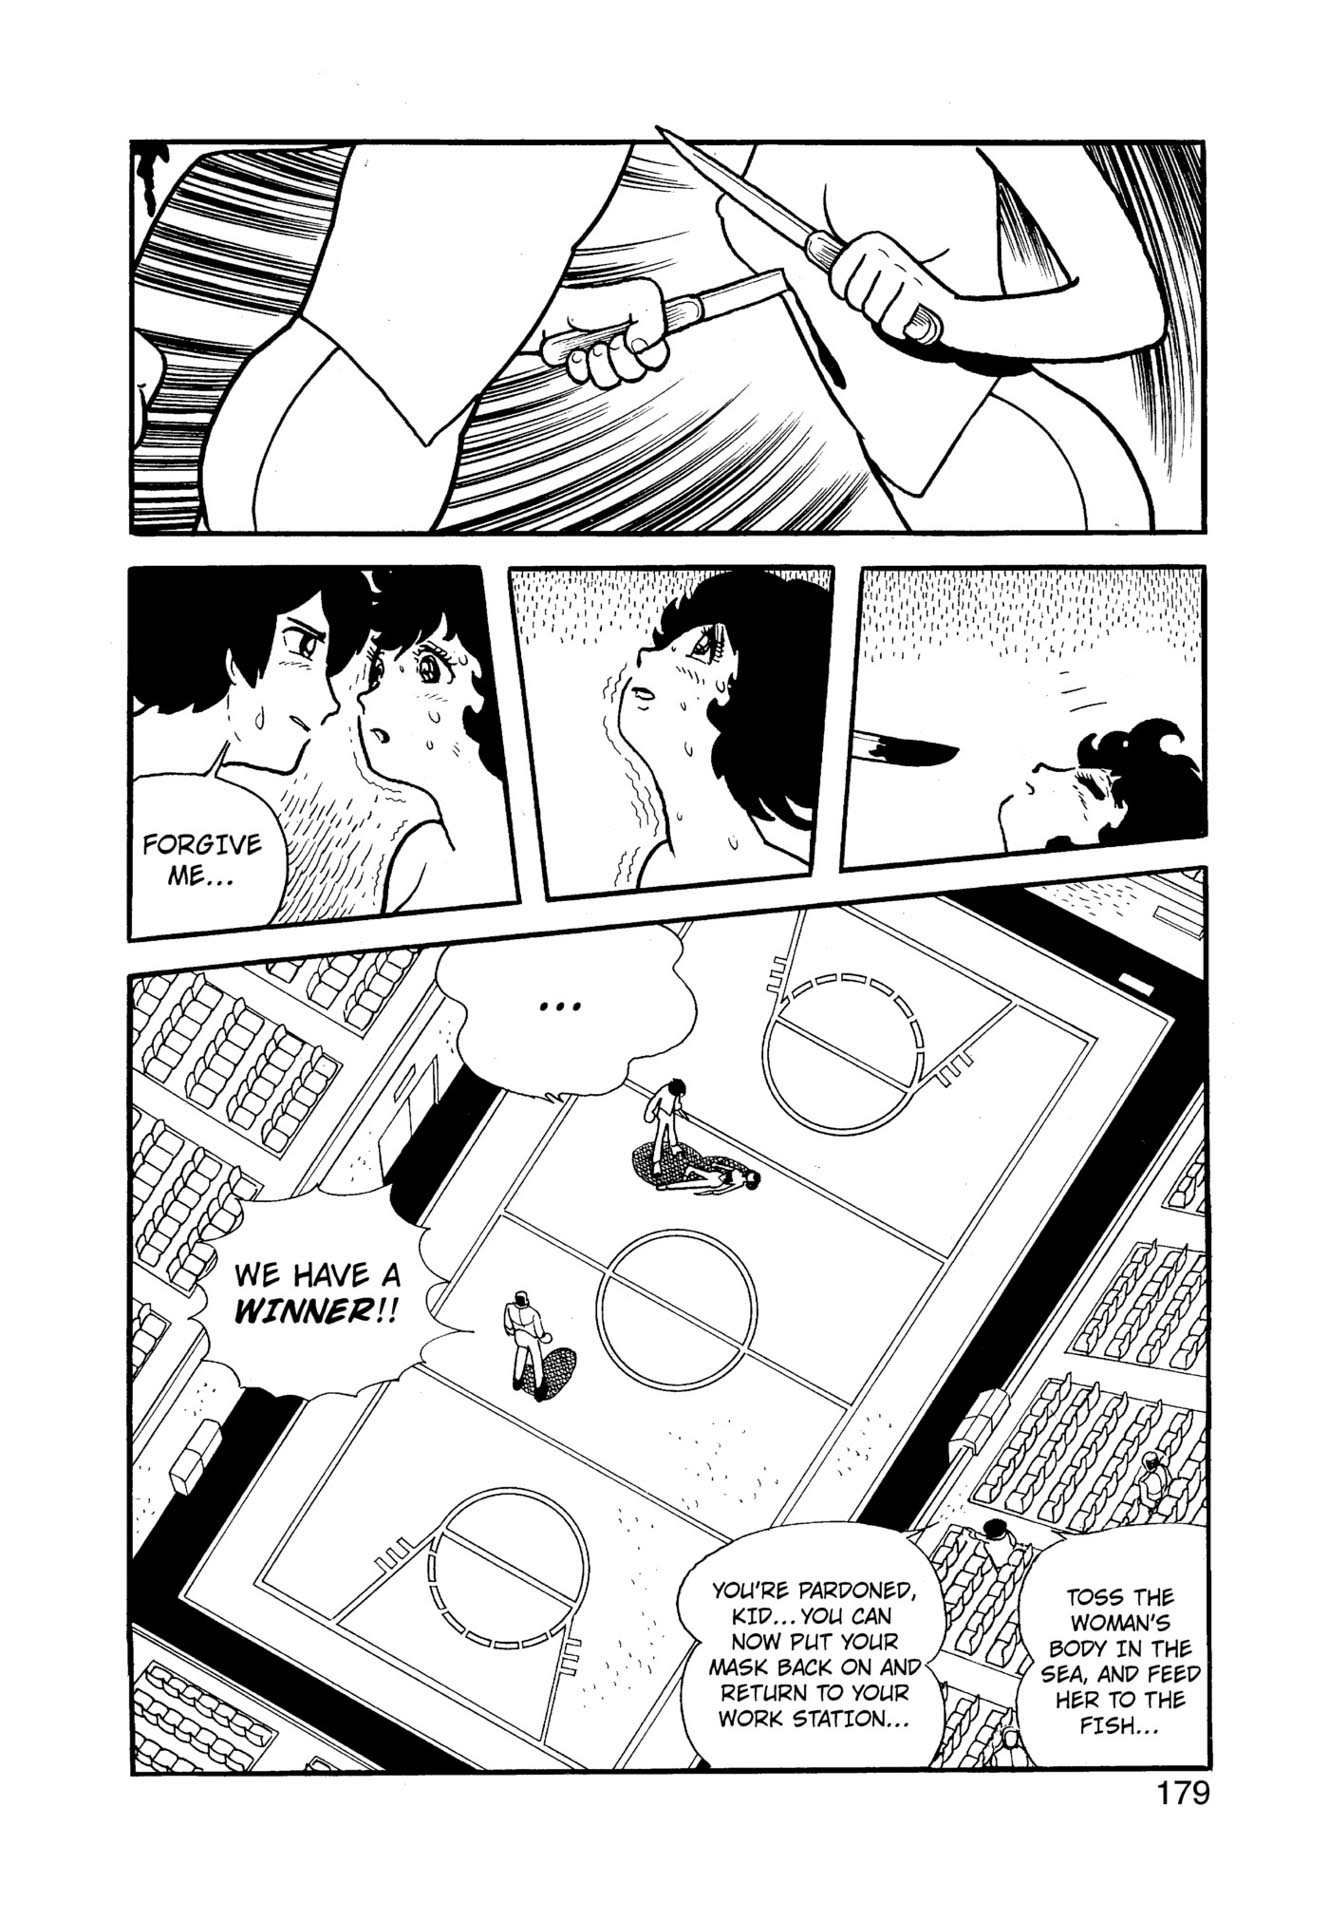 FORGIVE
ME...
...
WE HAVE A
WINNER!!
YOU'RE PARDONED,
KID...YOU CAN
NOW PUT YOUR
MASK BACK ON AND
RETURN TO YOUR
WORK STATION...
TOSS THE
WOMAN'S
BODY IN THE
SEA, AND FEED
HER TO THE
FISH...
179